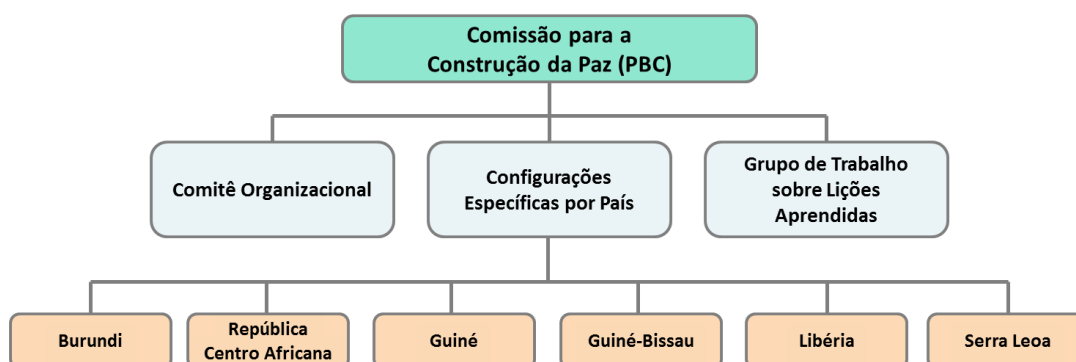 Comissão para a
Construção da Paz (PBC)
Comitê Organizacional
Configurações
Específicas por País
Grupo de Trabalho
sobre Lições
Aprendidas
Burundi
República
Centro Africana
Guiné
Guiné-Bissau
Libéria
Serra Leoa